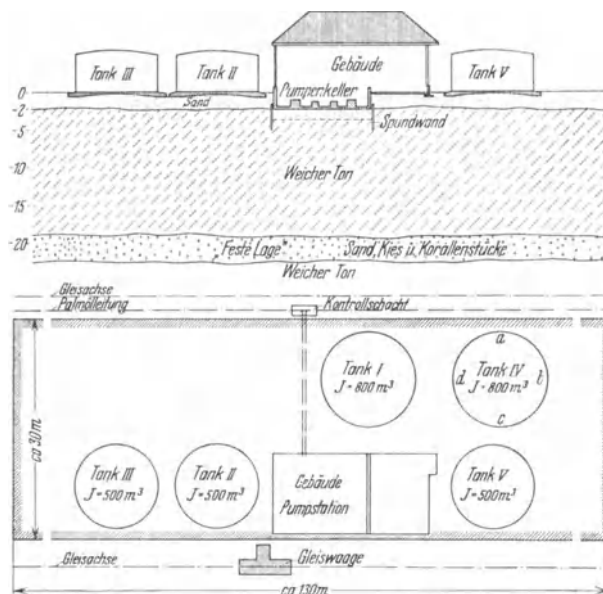 Tank III
Tank II
Gebäude
Tank V
Pumpenkeller
0
Sand
-2
-5
Spundwand
-10
Weicher Ton
-15
-20
„Feste Lage“ Sand, Kies u. Korallenstücke
Weicher Ton
Gleisachse
Palmölleitung
Kontrollschacht
a
Tank I
J = 800 m³
d
Tank IV
J = 800 m³
b
c
ca 30 m
Tank III
J = 500 m³
Tank II
J = 500 m³
Gebäude
Pumpstation
Tank V
J = 500 m³
Gleisachse
Gleiswaage
ca 130 m